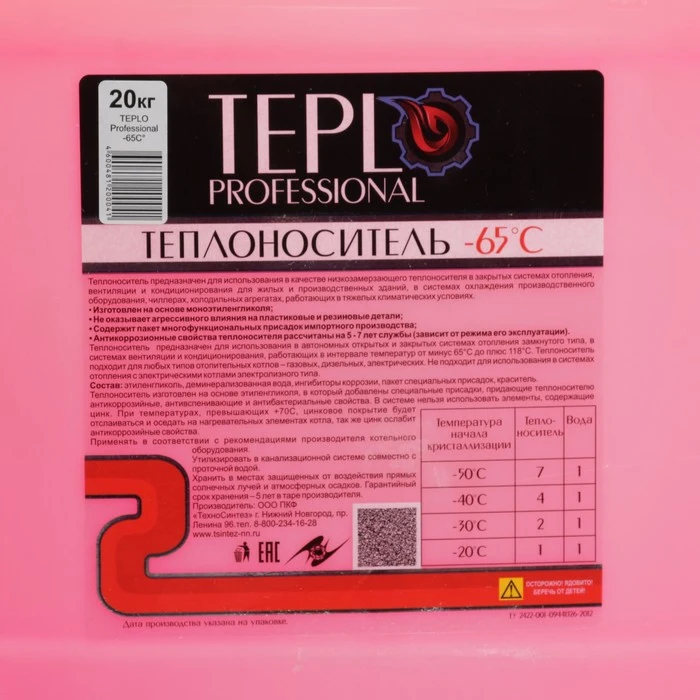 20кг
TEPLO
Professional
-65C°
4600481200041
TEPLO
PROFESSIONAL
ТЕПЛОНОСИТЕЛЬ -65°C
Теплоноситель предназначен для использования в качестве низкозамерзающего теплоносителя в закрытых системах отопления,
вентиляции и кондиционирования для жилых и производственных зданий, в системах охлаждения производственного
оборудования, чиллерах, холодильных агрегатах, работающих в тяжелых климатических условиях.
• Изготовлен на основе моноэтиленгликоля;
• Не оказывает агрессивного влияния на пластиковые и резиновые детали;
• Содержит пакет многофункциональных присадок импортного производства;
• Антикоррозионные свойства теплоносителя рассчитаны на 5 - 7 лет службы (зависит от режима его эксплуатации).
Теплоноситель предназначен для использования в автономных открытых и закрытых системах отопления замкнутого типа, в
системах вентиляции и кондиционирования, работающих в интервале температур от минус 65°С до плюс 118°С. Теплоноситель
подходит для любых типов отопительных котлов – газовых, дизельных, электрических. Не подходит для использования в системах
отопления с электрическими котлами электролизного типа.
Состав: этиленгликоль, деминерализованная вода, ингибиторы коррозии, пакет специальных присадок, краситель.
Теплоноситель изготовлен на основе этиленгликоля, в который добавлены специальные присадки, придающие теплоносителю
антикоррозийные, антивспенивающие и антибактериальные свойства. В системе нельзя использовать элементы, содержащие
цинк. При температурах, превышающих +70С, цинковое покрытие будет
отслаиваться и оседать на нагревательных элементах котла, так же цинк ослабит
антикоррозийные свойства.
Применять в соответствии с рекомендациями производителя котельного
оборудования.
Утилизировать в канализационной системе совместно с
проточной водой.
Хранить в местах защищенных от воздействия прямых
солнечных лучей и атмосферных осадков. Гарантийный
срок хранения – 5 лет в таре производителя.
Производитель: ООО ПКФ
«ТехноСинтез» г. Нижний Новгород, пр.
Ленина 96.тел. 8-800-234-16-28
www.tsintez-nn.ru
EAC
Температура начала кристаллизации Тепло-носитель Вода
-50°C 7 1
-40°C 4 1
-30°C 2 1
-20°C 1 1
ОСТОРОЖНО! ЯДОВИТО!
БЕРЕЧЬ ОТ ДЕТЕЙ!
Дата производства указана на упаковке.
ТУ 2422-001-09441026-2012